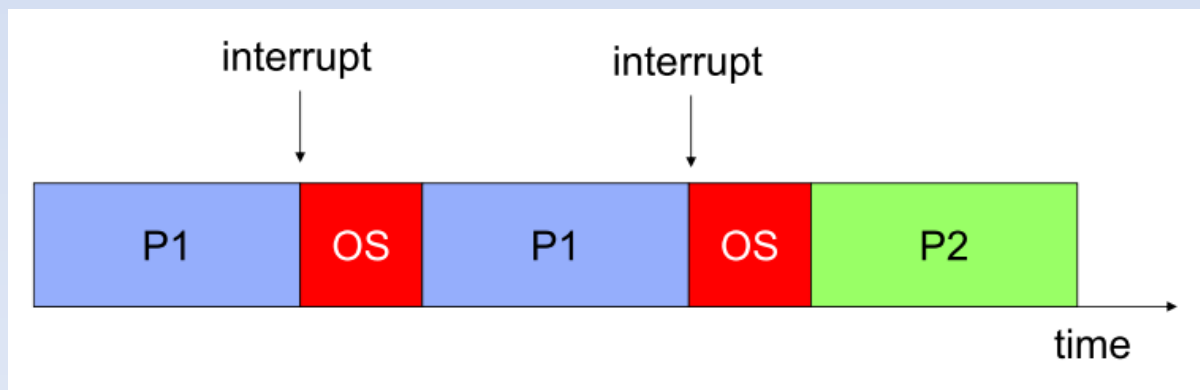 interrupt
interrupt
P1
OS
P1
OS
P2
time